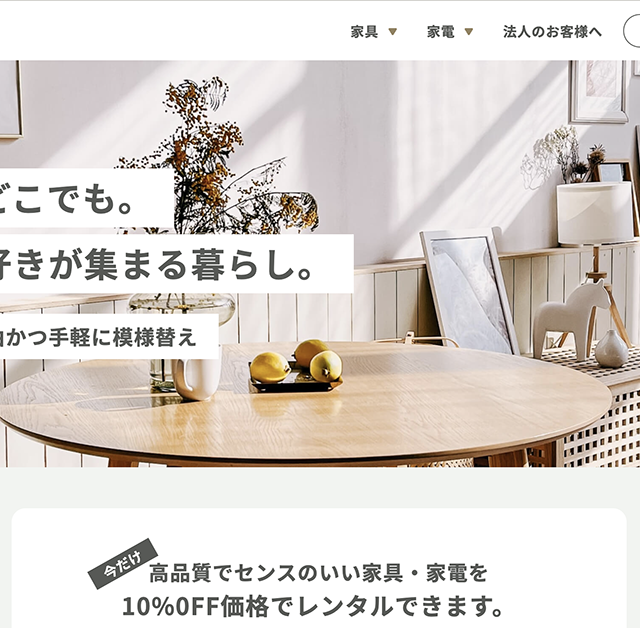 家具 家電 法人のお客様へ
どこでも。
好きが集まる暮らし。
かつ手軽に模様替え
今だけ
高品質でセンスのいい家具・家電を
10%0FF価格でレンタルできます。